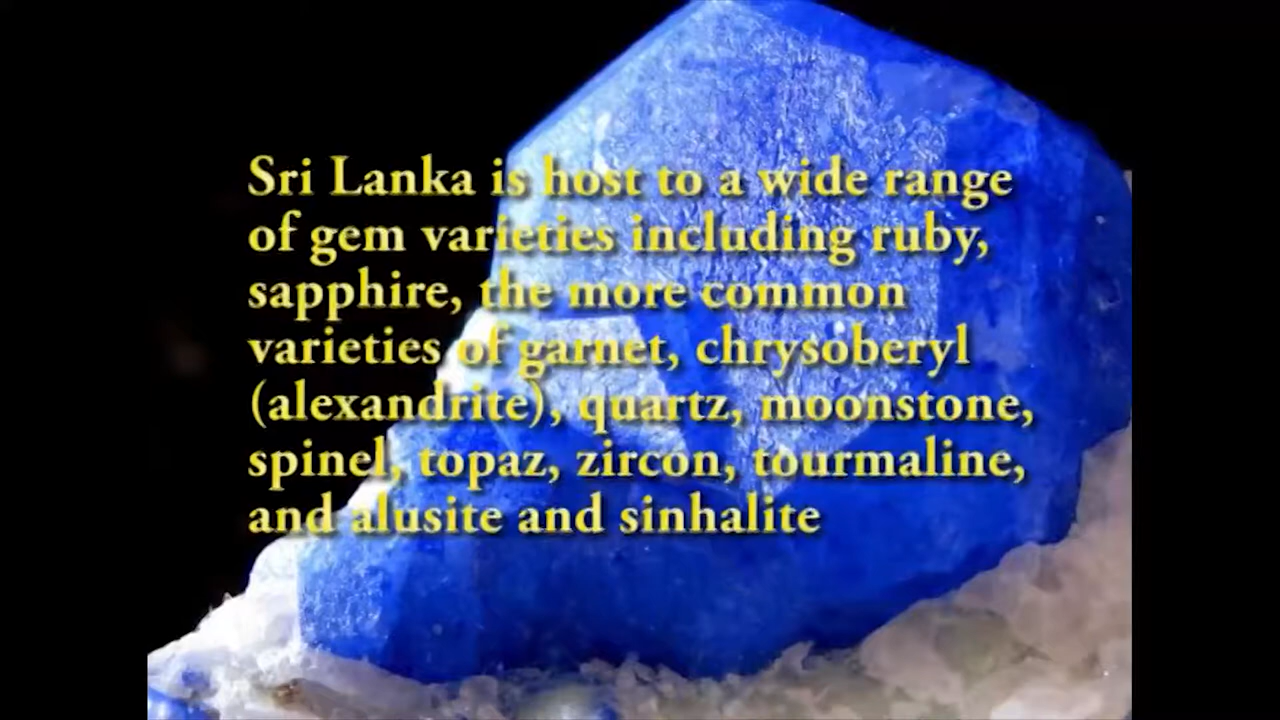 Sri Lanka is host to a wide range
of gem varieties including ruby,
sapphire, the more common
varieties of garnet, chrysoberyl
(alexandrite), quartz, moonstone,
spinel, topaz, zircon, tourmaline,
and alusite and sinhalite